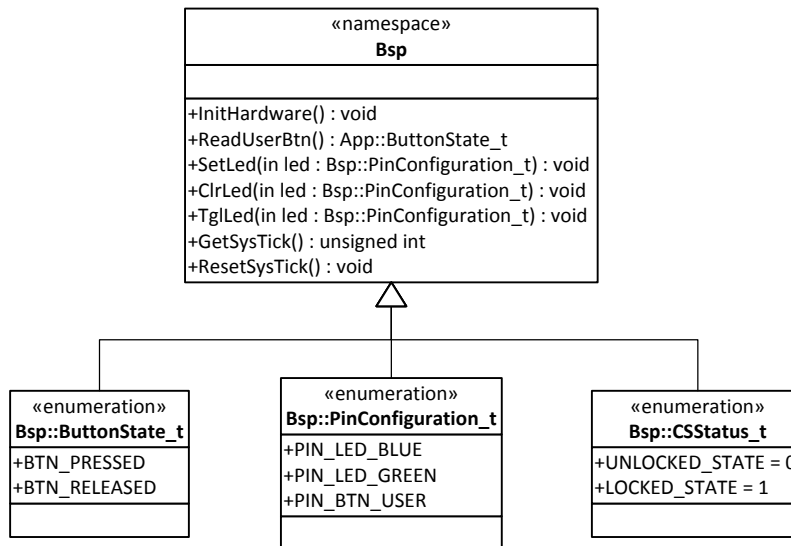 «namespace»
Bsp
+InitHardware() : void
+ReadUserBtn() : App::ButtonState_t
+SetLed(in led : Bsp::PinConfiguration_t) : void
+ClrLed(in led : Bsp::PinConfiguration_t) : void
+TglLed(in led : Bsp::PinConfiguration_t) : void
+GetSysTick() : unsigned int
+ResetSysTick() : void
«enumeration»
Bsp::ButtonState_t
+BTN_PRESSED
+BTN_RELEASED
«enumeration»
Bsp::PinConfiguration_t
+PIN_LED_BLUE
+PIN_LED_GREEN
+PIN_BTN_USER
«enumeration»
Bsp::CSStatus_t
+UNLOCKED_STATE = 0
+LOCKED_STATE = 1